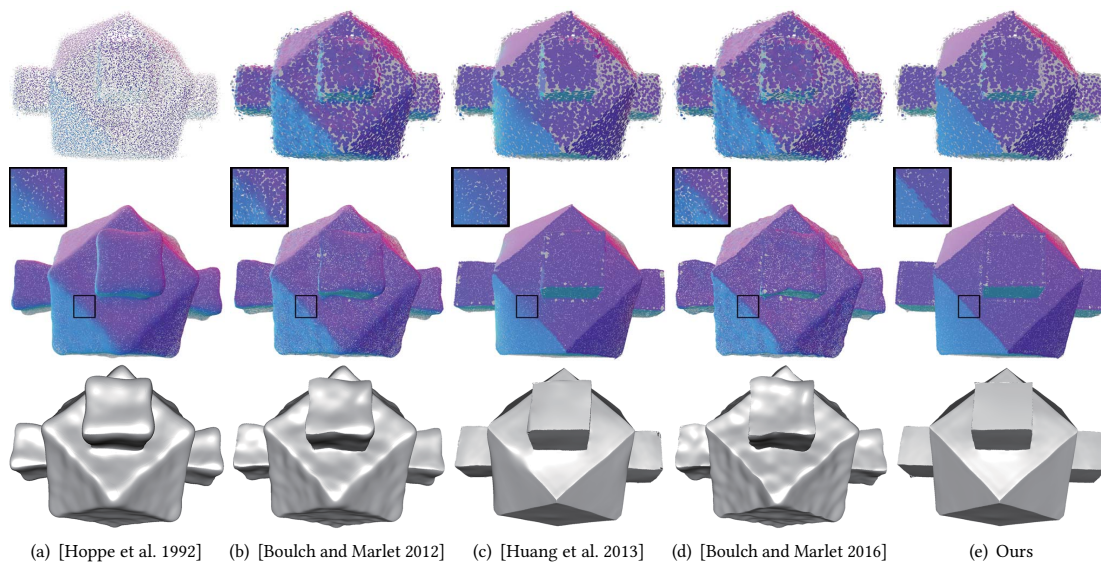 (a) [Hoppe et al. 1992] (b) [Boulch and Marlet 2012] (c) [Huang et al. 2013] (d) [Boulch and Marlet 2016] (e) Ours